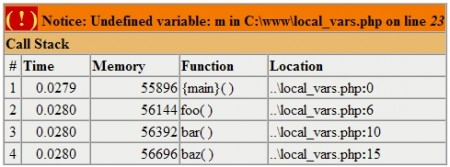 ( ! ) Notice: Undefined variable: m in C:\www\local_vars.php on line 23
Call Stack
# Time Memory Function Location
1 0.0279 55896 {main}( ) ..\local_vars.php:0
2 0.0280 56144 foo( ) ..\local_vars.php:6
3 0.0280 56392 bar( ) ..\local_vars.php:10
4 0.0280 56696 baz( ) ..\local_vars.php:15